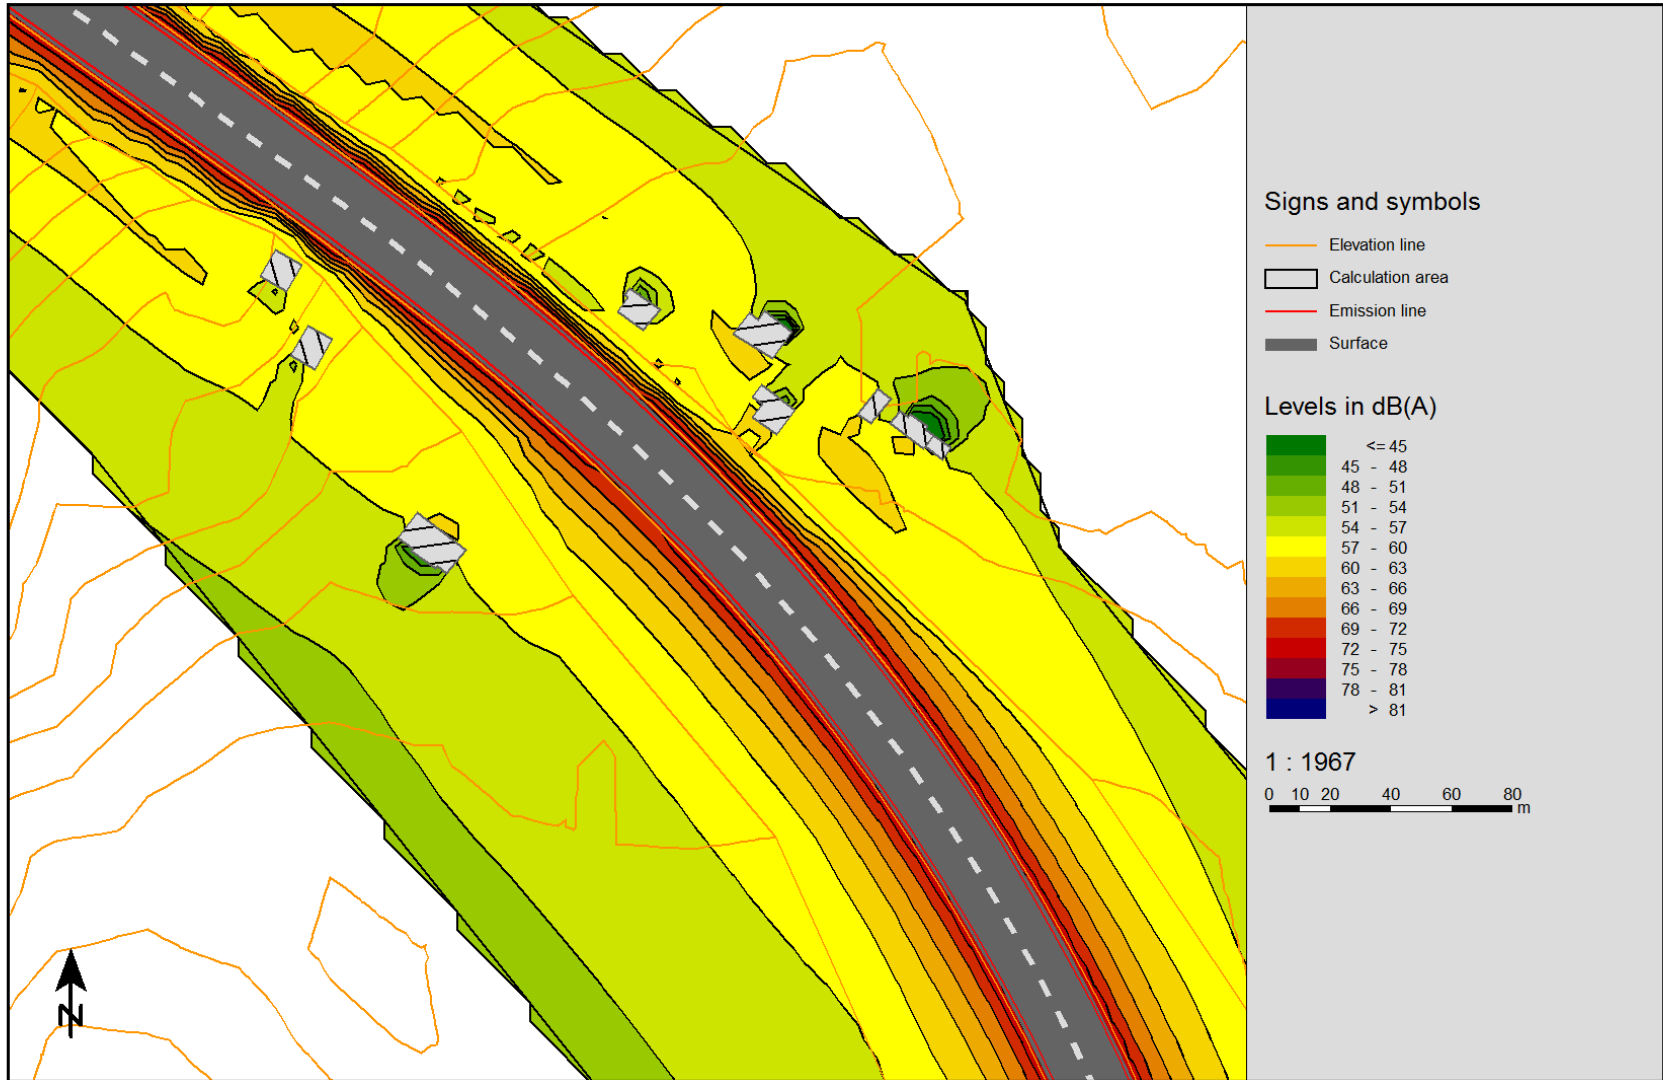 Signs and symbols
Elevation line
Calculation area
Emission line
Surface
Levels in dB(A)
<= 45
45 - 48
48 - 51
51 - 54
54 - 57
57 - 60
60 - 63
63 - 66
66 - 69
69 - 72
72 - 75
75 - 78
78 - 81
> 81
1 : 1967
0 10 20 40 60 80
m
N